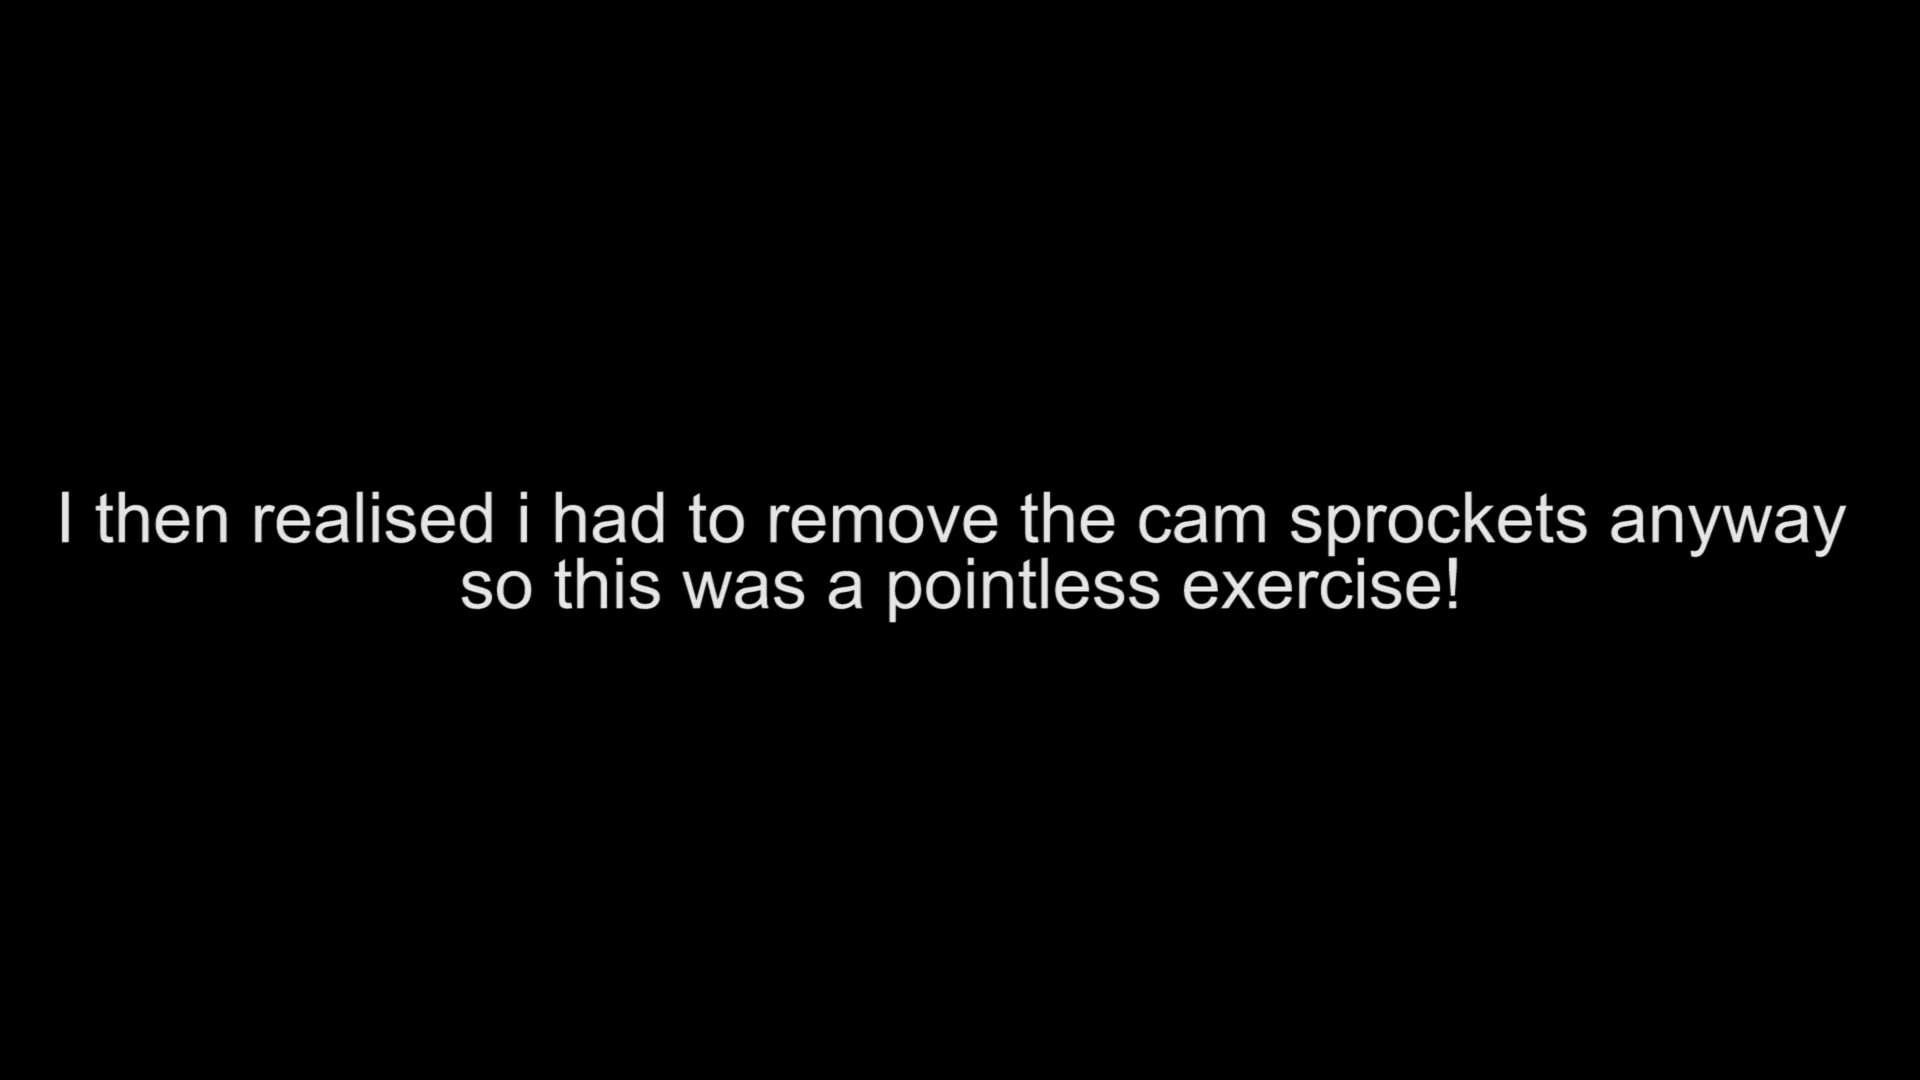 I then realised i had to remove the cam sprockets anyway
so this was a pointless exercise!